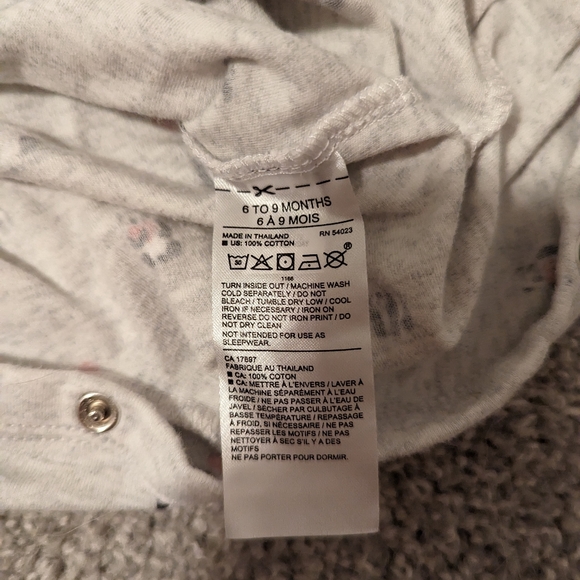 6 TO 9 MONTHS
6 À 9 MOIS
MADE IN THAILAND RN 54023
■ US: 100% COTTON
30
®
1166
TURN INSIDE OUT / MACHINE WASH
COLD SEPARATELY / DO NOT
BLEACH / TUMBLE DRY LOW / COOL
IRON IF NECESSARY / IRON ON
REVERSE DO NOT IRON PRINT / DO
NOT DRY CLEAN
NOT INTENDED FOR USE AS
SLEEPWEAR.
CA 17897
FABRIQUE AU THAILAND
■ CA: 100% COTON
■ CA: METTRE À L'ENVERS / LAVER À
LA MACHINE SÉPARÉMENT À L'EAU
FROIDE / NE PAS PASSER À L'EAU DE
JAVEL / SÉCHER PAR CULBUTAGE À
BASSE TEMPÉRATURE / REPASSAGE
À FROID, SI NÉCESSAIRE / NE PAS
REPASSER LES MOTIFS / NE PAS
NETTOYER À SEC S'IL Y A DES
MOTIFS
NE PAS PORTER POUR DORMIR.